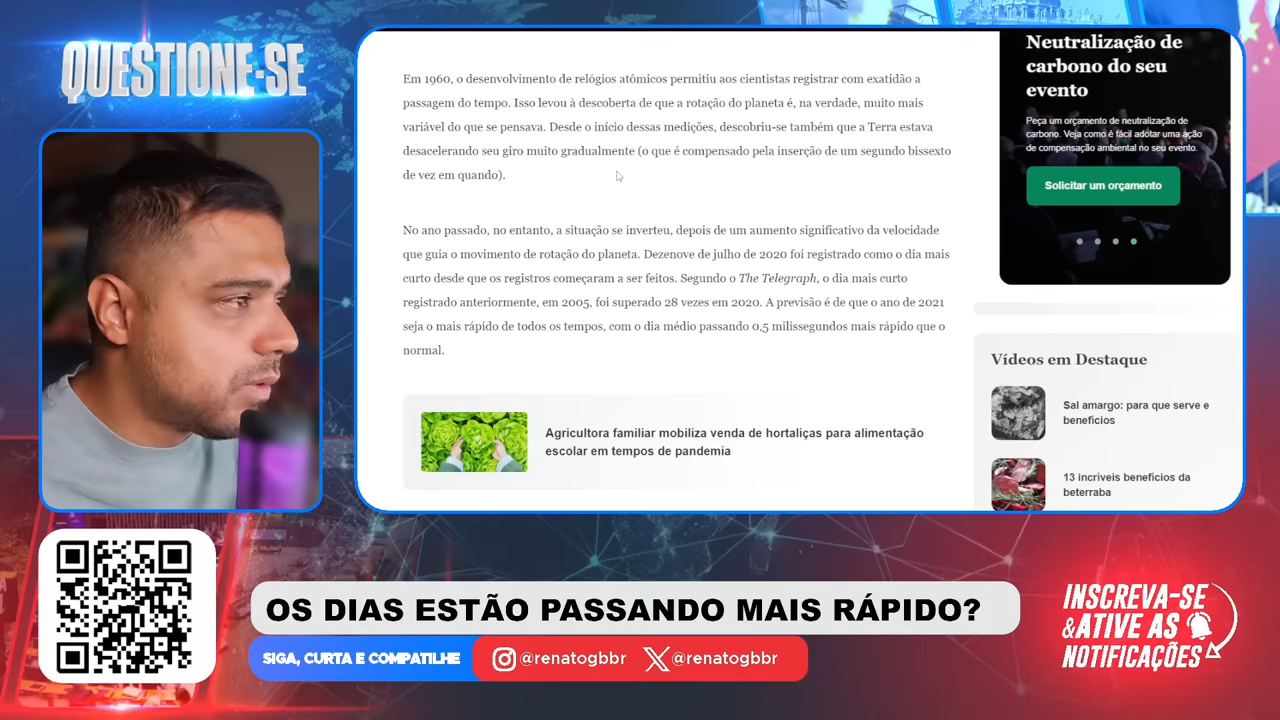 QUESTIONE-SE
Em 1960, o desenvolvimento de relógios atômicos permitiu aos cientistas registrar com exatidão a
passagem do tempo. Isso levou à descoberta de que a rotação do planeta é, na verdade, muito mais
variável do que se pensava. Desde o início dessas medições, descobriu-se também que a Terra estava
desacelerando seu giro muito gradualmente (o que é compensado pela inserção de um segundo bissexto
de vez em quando).
No ano passado, no entanto, a situação se inverteu, depois de um aumento significativo da velocidade
que guia o movimento de rotação do planeta. Dezenove de julho de 2020 foi registrado como o dia mais
curto desde que os registros começaram a ser feitos. Segundo o The Telegraph, o dia mais curto
registrado anteriormente, em 2005, foi superado 28 vezes em 2020. A previsão é de que o ano de 2021
seja o mais rápido de todos os tempos, com o dia médio passando 0,5 milissegundos mais rápido que o
normal.
Agricultora familiar mobiliza venda de hortaliças para alimentação
escolar em tempos de pandemia
Neutralização de
carbono do seu
evento
Peça um orçamento de neutralização de
carbono. Veja como é fácil adotar uma ação
de compensação ambiental no seu evento.
Solicitar um orçamento
Vídeos em Destaque
Sal amargo: para que serve e
benefícios
13 incríveis benefícios da
beterraba
OS DIAS ESTÃO PASSANDO MAIS RÁPIDO?
SIGA, CURTA E COMPATILHE
@renatogbbr
@renatogbbr
INSCREVA-SE
&ATIVE AS
NOTIFICAÇÕES